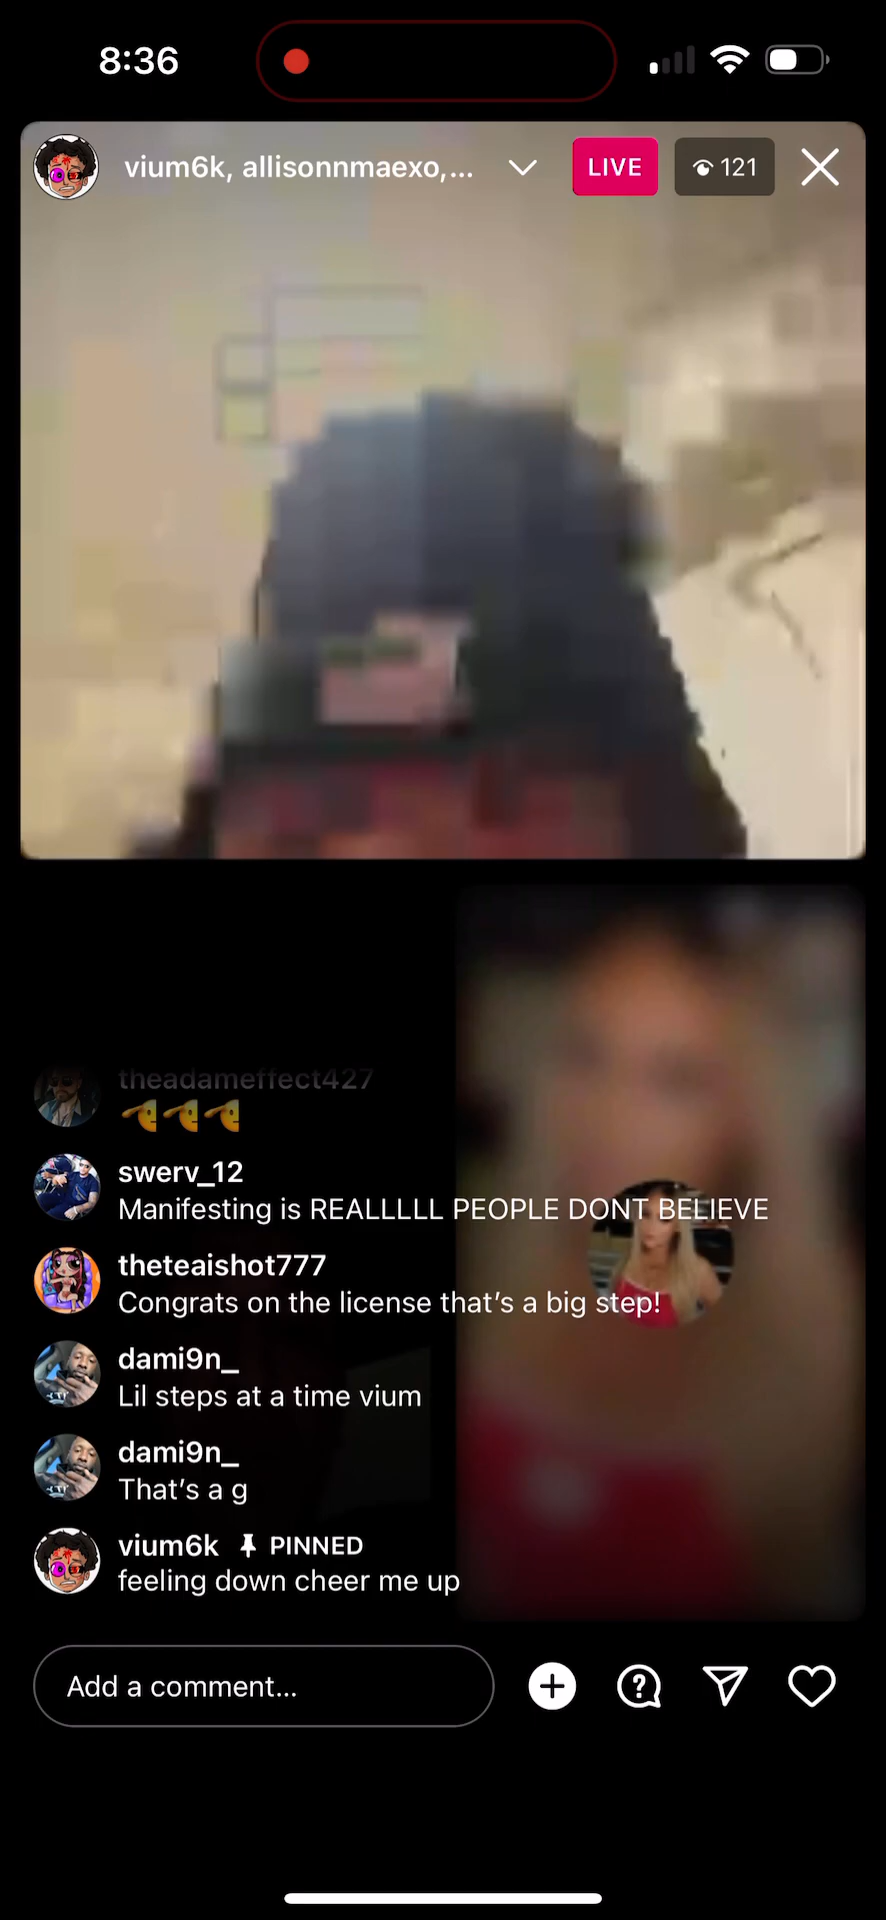 8:36
vium6k, allisonnmaexo,...
LIVE
121
theadameffect427
swerv_12
Manifesting is REALLLLL PEOPLE DONT BELIEVE
theteaishot777
Congrats on the license that’s a big step!
dami9n_
Lil steps at a time vium
dami9n_
That’s a g
vium6k PINNED
feeling down cheer me up
Add a comment...